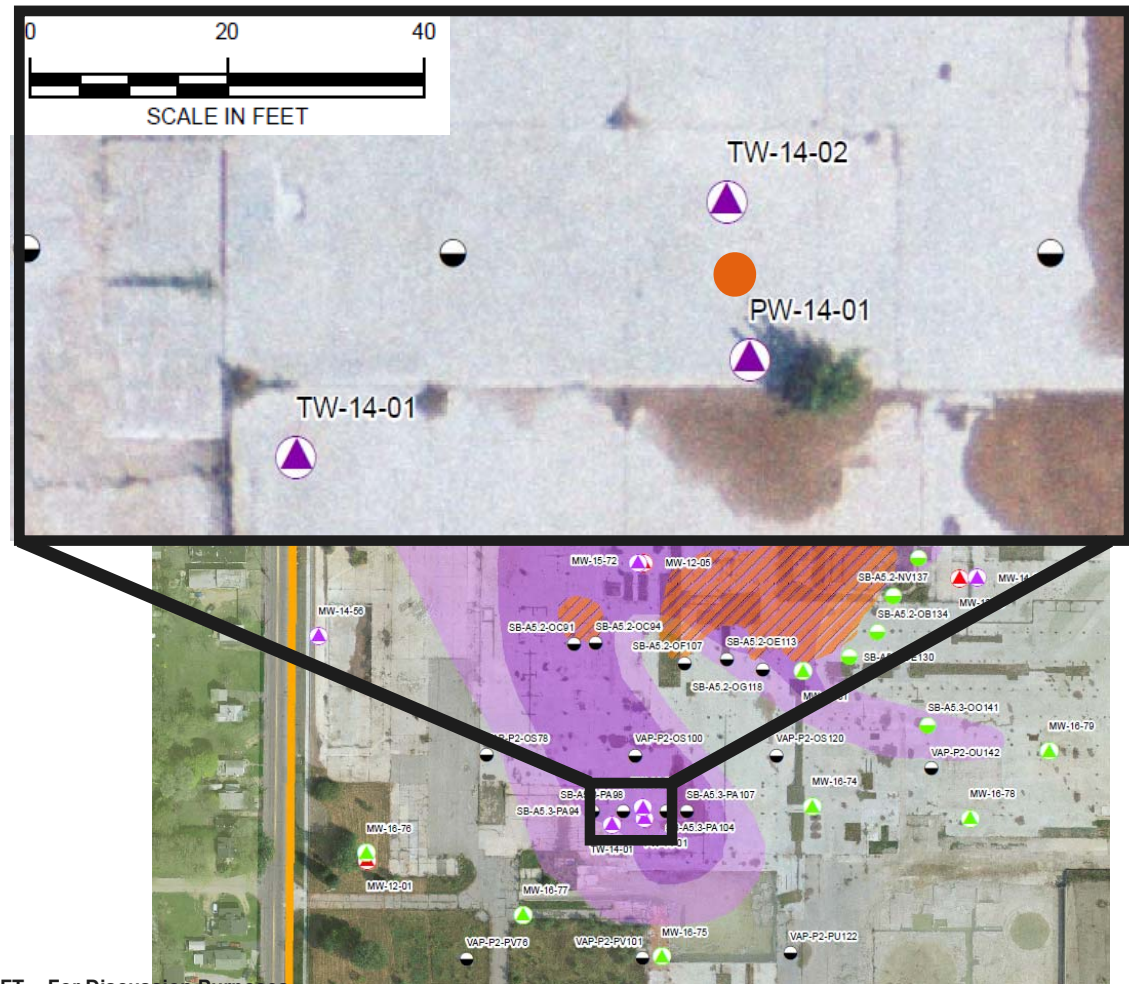 0 20 40
SCALE IN FEET
TW-14-02
PW-14-01
TW-14-01
MW-15-72 MW-12-05
SB-A5.2-NV137
MW-14
SB-A5.2-OB134
MW-14-56
SB-A5.2-OC91 SB-A5.2-OC94
SB-A5.2-OF107 SB-A5.2-OE113
SB-A5.2-OG118
SB-A5.3-OO141
MW-16-79
VAP-P2-OS100 VAP-P2-OS120
VAP-P2-OU142
MW-16-74
SB-A5.3-PA94
SB-A5.3-PA107
MW-16-78
MW-16-76
TW-14-01
MW-12-01
MW-16-77
MW-16-75
VAP-P2-PV76 VAP-P2-PV101 VAP-P2-PU122
For Discussion Purposes